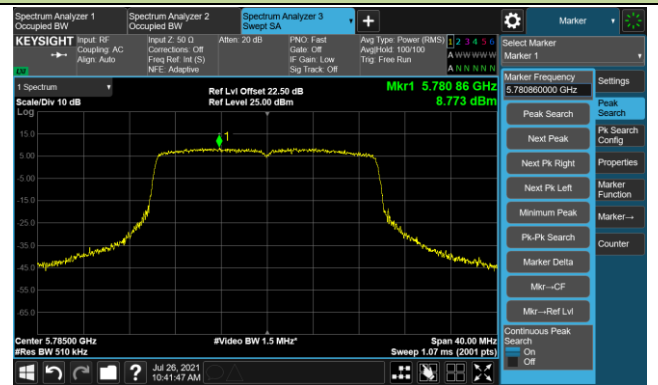 Spectrum Analyzer 1
Occupied BW
Spectrum Analyzer 2
Occupied BW
Spectrum Analyzer 3
Swept SA
Marker
KEYSIGHT
Input: RF
Coupling: AC
Align: Auto
Input Z: 50 Ω
Corrections: Off
Freq Ref: Int (S)
NFE: Adaptive
Atten: 20 dB
PNO: Fast
Gate: Off
IF Gain: Low
Sig Track: Off
Avg Type: Power (RMS)
Avg|Hold: 100/100
Trig: Free Run
1 2 3 4 5 6
A W W W W W
A N N N N N
Select Marker
Marker 1
LXI
1 Spectrum
Scale/Div 10 dB
Log
Ref Lvl Offset 22.50 dB
Ref Level 25.00 dBm
Mkr1 5.780 86 GHz
8.773 dBm
1
15.0
5.00
-5.00
-15.0
-25.0
-35.0
-45.0
-55.0
-65.0
Center 5.78500 GHz
#Res BW 510 kHz
#Video BW 1.5 MHz*
Span 40.00 MHz
Sweep 1.07 ms (2001 pts)
Marker Frequency
5.780860000 GHz
Peak Search
Next Peak
Next Pk Right
Next Pk Left
Minimum Peak
Pk-Pk Search
Marker Delta
Mkr→CF
Mkr→Ref Lvl
Continuous Peak
Search
On
Off
Settings
Peak
Search
Pk Search
Config
Properties
Marker
Function
Marker→
Counter
?
Jul 26, 2021
10:41:47 AM